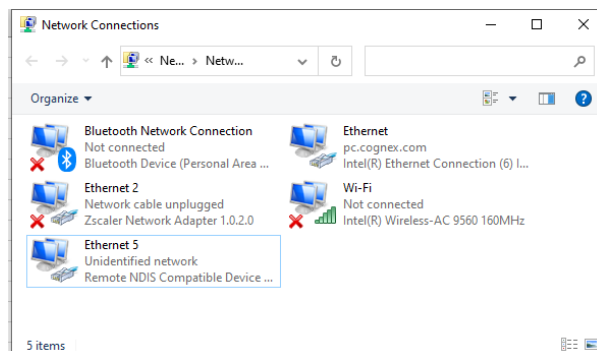 Network Connections
« Ne... › Netw...
Organize
Bluetooth Network Connection
Not connected
Bluetooth Device (Personal Area ...
Ethernet
pc.cognex.com
Intel(R) Ethernet Connection (6) I...
Ethernet 2
Network cable unplugged
Zscaler Network Adapter 1.0.2.0
Wi-Fi
Not connected
Intel(R) Wireless-AC 9560 160MHz
Ethernet 5
Unidentified network
Remote NDIS Compatible Device ...
5 items